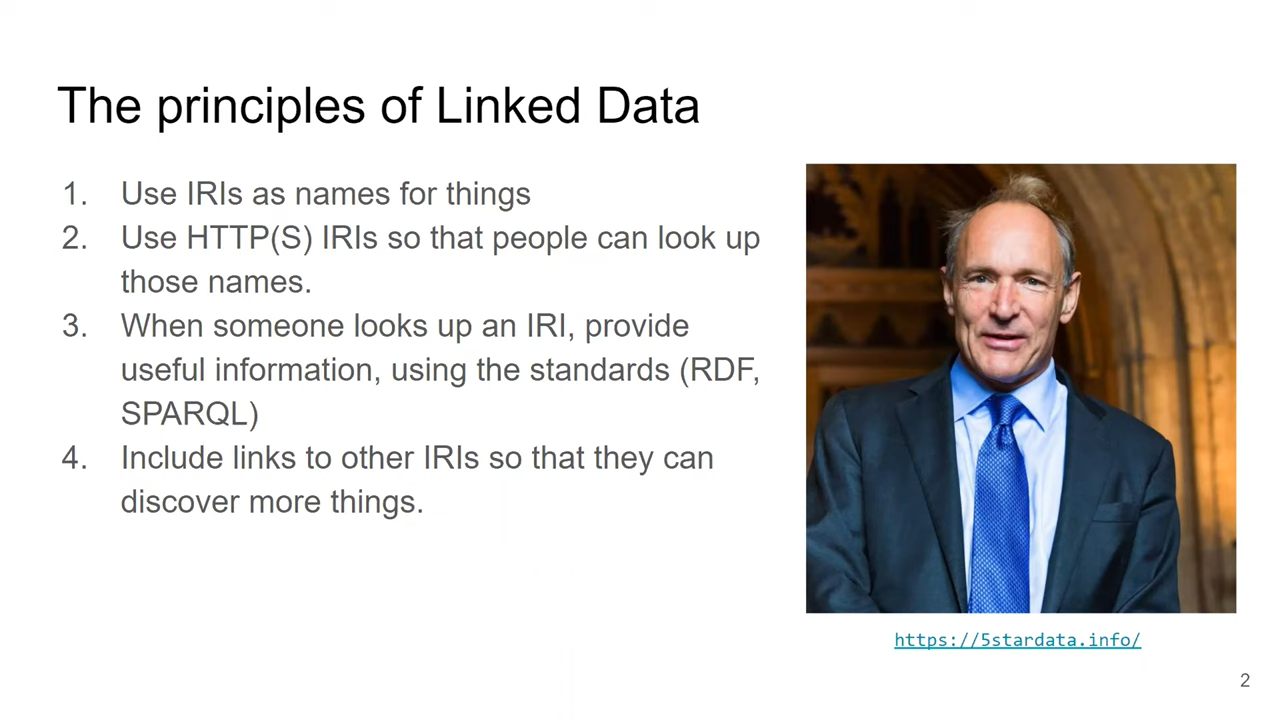 The principles of Linked Data
1. Use IRIs as names for things
2. Use HTTP(S) IRIs so that people can look up
those names.
3. When someone looks up an IRI, provide
useful information, using the standards (RDF,
SPARQL)
4. Include links to other IRIs so that they can
discover more things.
https://5stardata.info/
2